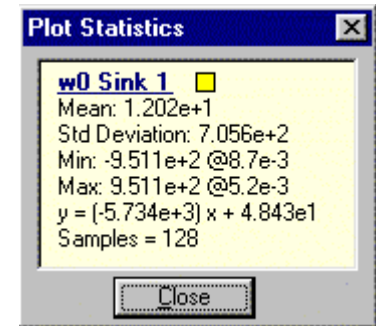 Plot Statistics
w0 Sink 1
Mean: 1.202e+1
Std Deviation: 7.056e+2
Min: -9.511e+2 @8.7e-3
Max: 9.511e+2 @5.2e-3
y = (-5.734e+3) x + 4.843e1
Samples = 128
Close